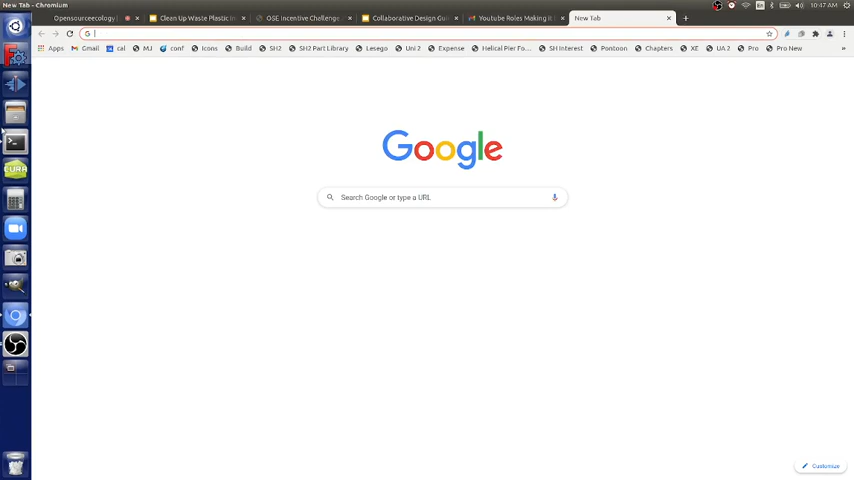 New Tab - Chromium
En
10:47 AM
Opensourceecology
Clean Up Waste Plastic in
OSE Incentive Challenge
Collaborative Design Gui
Youtube Roles Making it
New Tab
G
Apps Gmail cal MJ conf Icons Build SH2 SH2 Part Library Lesego Uni 2 Expense Helical Pier Fo... SH Interest Pontoon Chapters XE UA 2 Pro Pro New »
Google
Search Google or type a URL
CURA
Customize